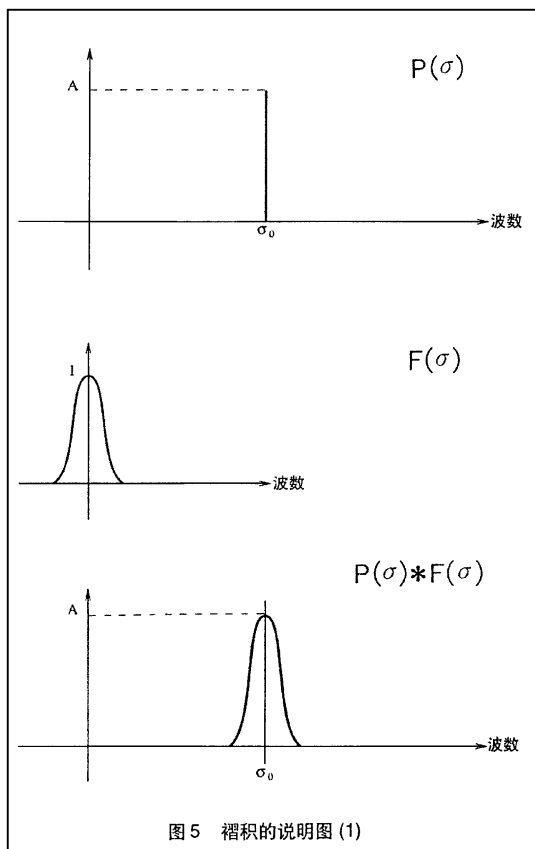 P(σ)
A
波数
σ₀
F(σ)
1
波数
P(σ)*F(σ)
A
波数
σ₀
图5 褶积的说明图(1)